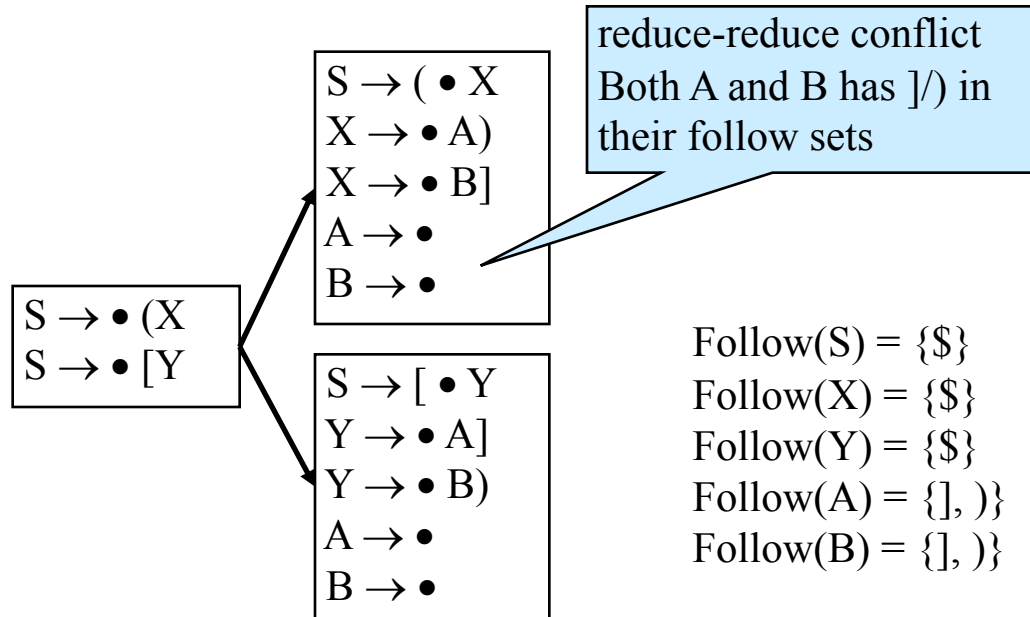 reduce-reduce conflict
Both A and B has ]/) in
their follow sets
S → ( • X
X → • A)
X → • B]
A → •
B → •
S → • (X
S → • [Y
S → [ • Y
Y → • A]
Y → • B)
A → •
B → •
Follow(S) = {$}
Follow(X) = {$}
Follow(Y) = {$}
Follow(A) = {], )}
Follow(B) = {], )}